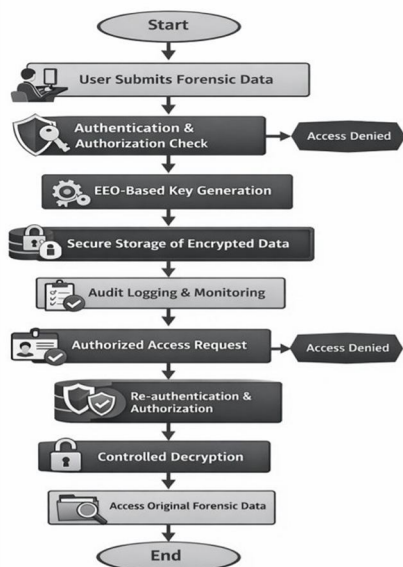 Start
User Submits Forensic Data
Authentication &
Authorization Check
Access Denied
EEO-Based Key Generation
Secure Storage of Encrypted Data
Audit Logging & Monitoring
Authorized Access Request
Access Denied
Re-authentication &
Authorization
Controlled Decryption
Access Original Forensic Data
End